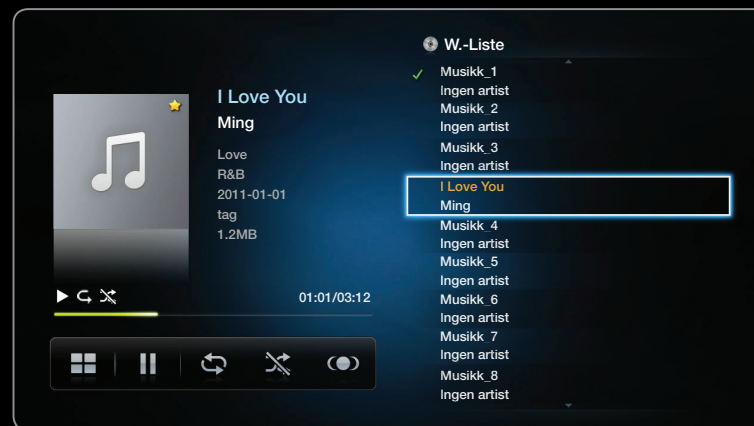 I Love You
Ming
Love
R&B
2011-01-01
tag
1.2MB
01:01/03:12
W.-Liste
Musikk_1
Ingen artist
Musikk_2
Ingen artist
Musikk_3
Ingen artist
I Love You
Ming
Musikk_4
Ingen artist
Musikk_5
Ingen artist
Musikk_6
Ingen artist
Musikk_7
Ingen artist
Musikk_8
Ingen artist